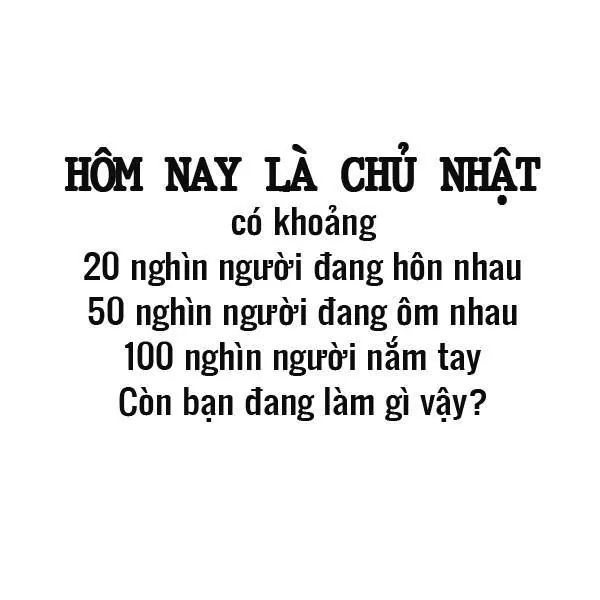 HÔM NAY LÀ CHỦ NHẬT
có khoảng
20 nghìn người đang hôn nhau
50 nghìn người đang ôm nhau
100 nghìn người nắm tay
Còn bạn đang làm gì vậy?